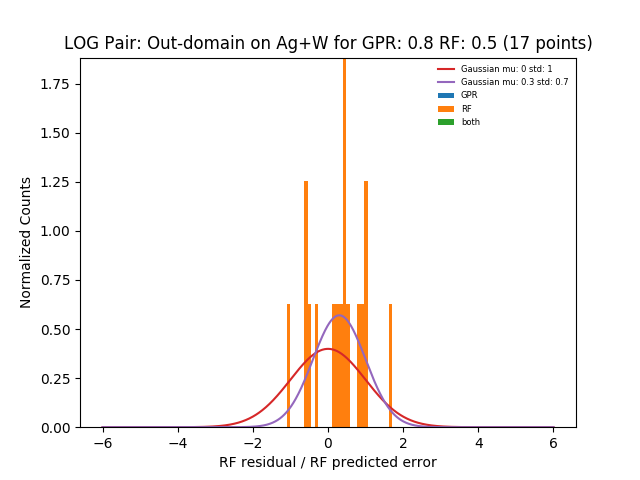 LOG Pair: Out-domain on Ag+W for GPR: 0.8 RF: 0.5 (17 points)
Gaussian mu: 0 std: 1
Gaussian mu: 0.3 std: 0.7
GPR
RF
both
Normalized Counts
1.75
1.50
1.25
1.00
0.75
0.50
0.25
0.00
−6 −4 −2 0 2 4 6
RF residual / RF predicted error